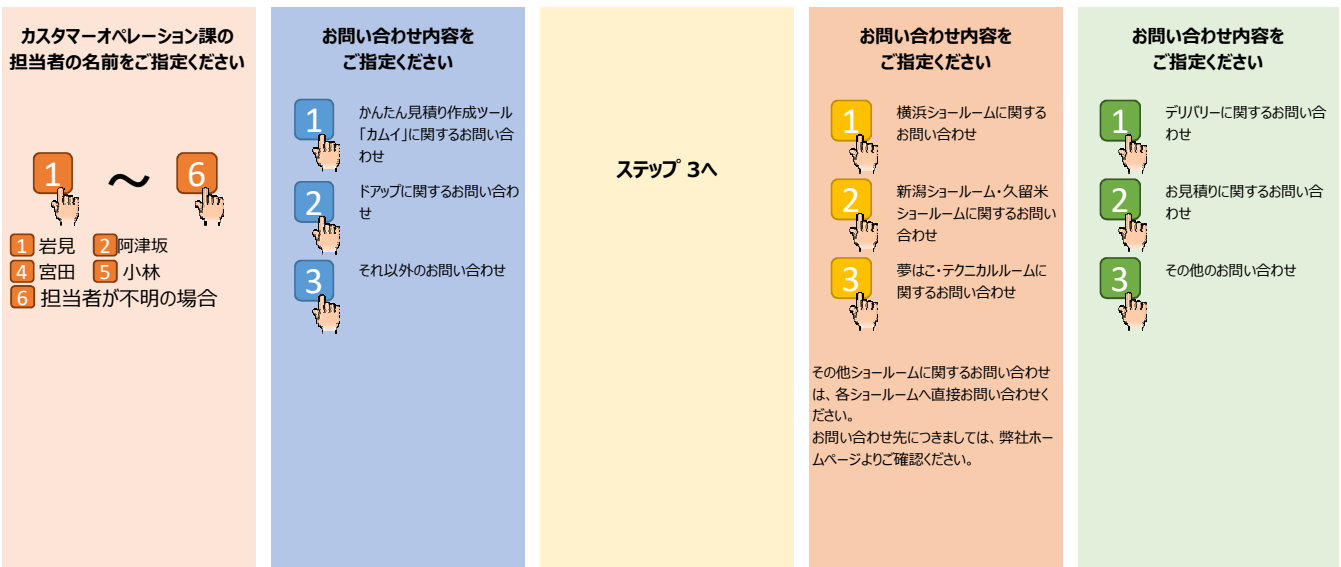 カスタマーオペレーション課の
担当者の名前をご指定ください
1 ～ 6
1 岩見 2 阿津坂
4 宮田 5 小林
6 担当者が不明の場合
お問い合わせ内容を
ご指定ください
1 かんたん見積り作成ツール
「カムイ」に関するお問い合
わせ
2 ドアップに関するお問い合わ
せ
3 それ以外のお問い合わせ
ステップ 3へ
お問い合わせ内容を
ご指定ください
1 横浜ショールームに関する
お問い合わせ
2 新潟ショールーム・久留米
ショールームに関するお問い
合わせ
3 夢はこ・テクニカルルームに
関するお問い合わせ
その他ショールームに関するお問い合わせ
は、各ショールームへ直接お問い合わせく
ださい。
お問い合わせ先につきましては、弊社ホー
ムページよりご確認ください。
お問い合わせ内容を
ご指定ください
1 デリバリーに関するお問い合
わせ
2 お見積りに関するお問い合
わせ
3 その他のお問い合わせ